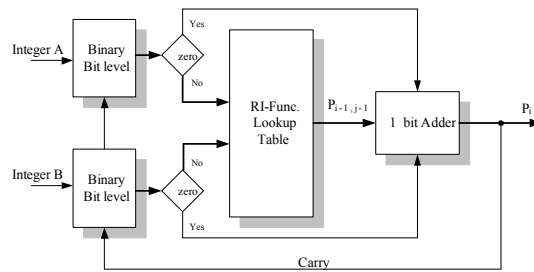 Yes
Integer A
Binary
Bit level
zero
No
RI-Func.
Lookup
Table
P i - 1 , j - 1
1 bit Adder
P i
Integer B
Binary
Bit level
No
zero
Yes
Carry